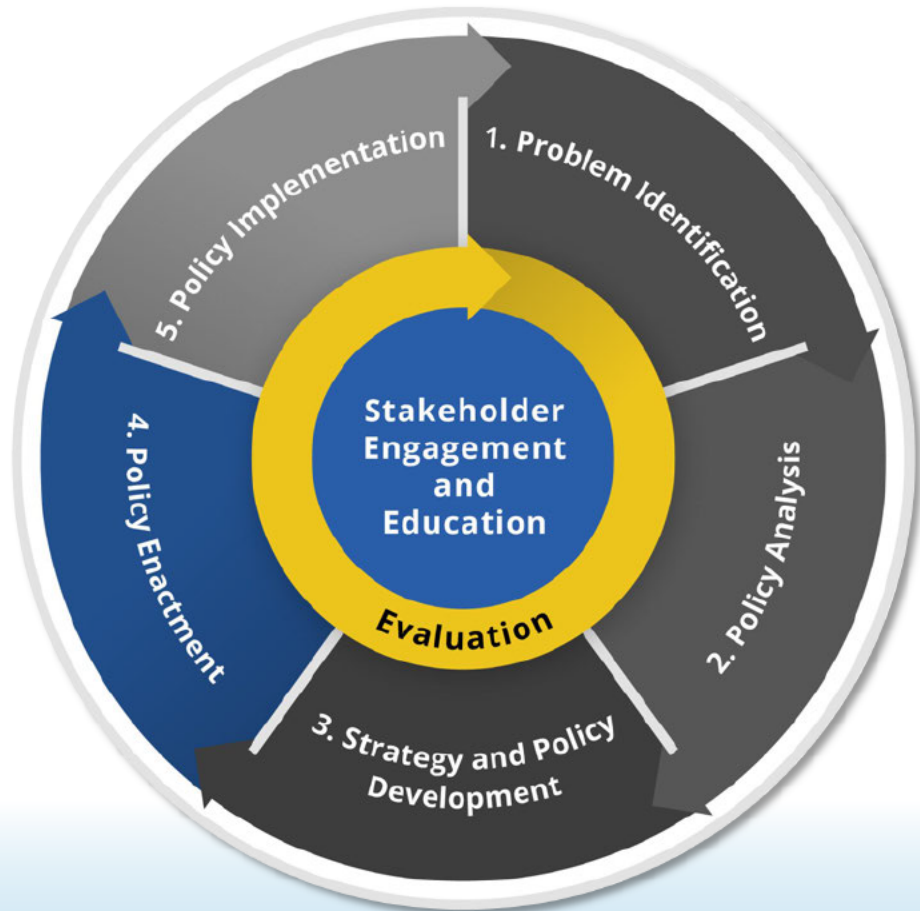 1. Problem Identification
2. Policy Analysis
3. Strategy and Policy
Development
4. Policy Enactment
5. Policy Implementation
Stakeholder
Engagement
and
Education
Evaluation